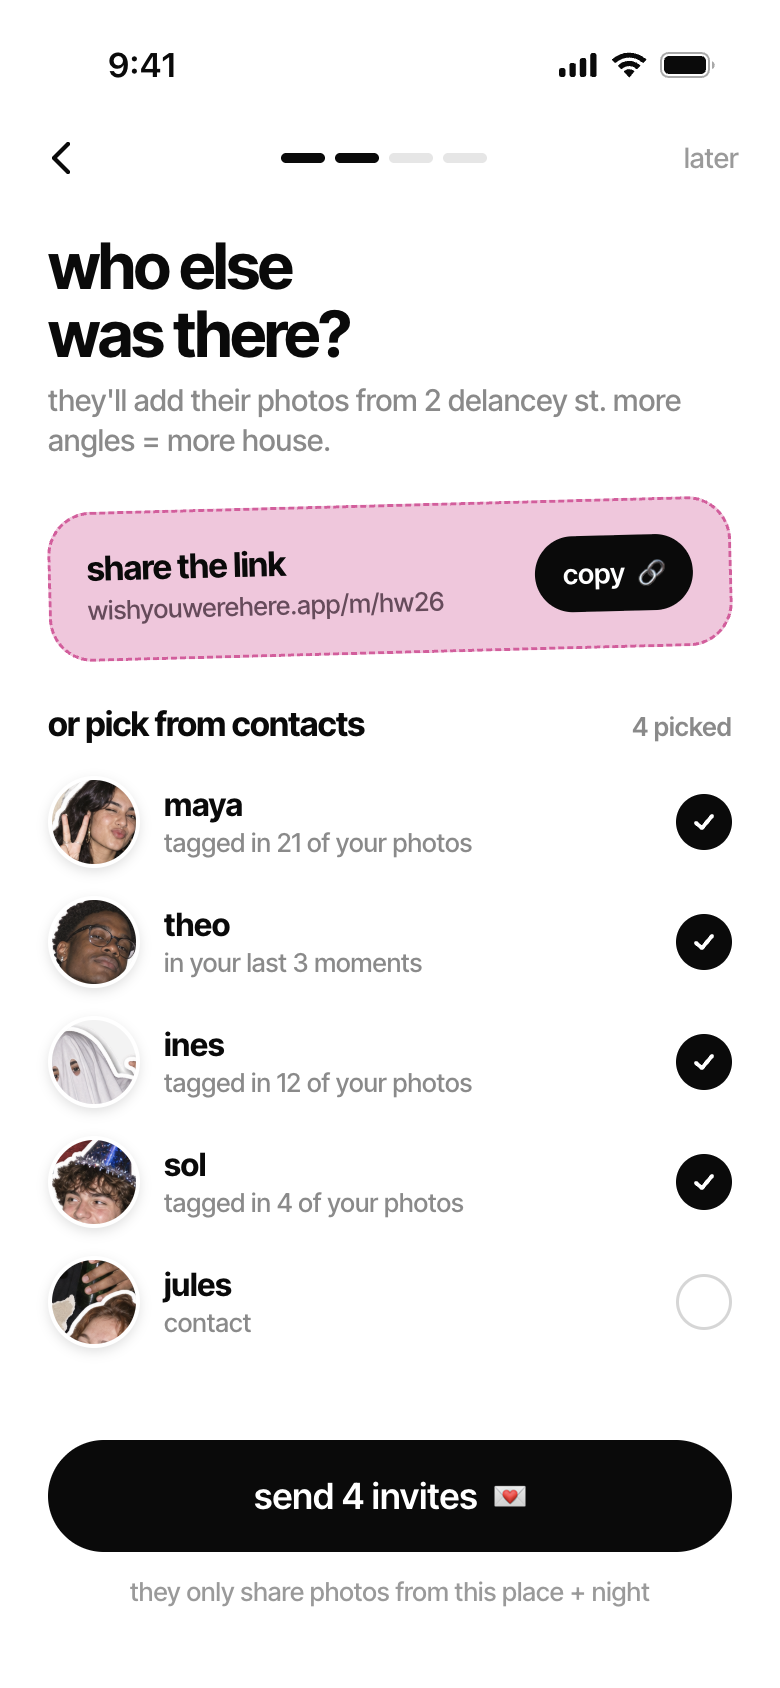 9:41
later
who else
was there?
they'll add their photos from 2 delancey st. more
angles = more house.
share the link
wishyouwerehere.app/m/hw26
copy 🔗
or pick from contacts
4 picked
maya
tagged in 21 of your photos
theo
in your last 3 moments
ines
tagged in 12 of your photos
sol
tagged in 4 of your photos
jules
contact
send 4 invites 💌
they only share photos from this place + night